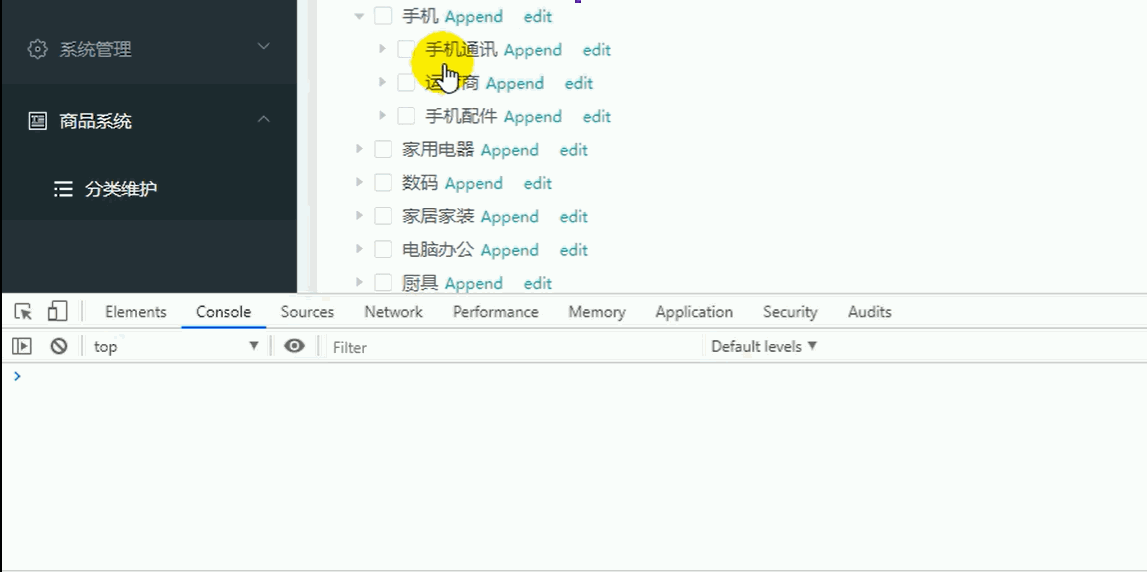 手机 Append edit
系统管理
手机通讯 Append edit
运营商 Append edit
商品系统
手机配件 Append edit
家用电器 Append edit
分类维护
数码 Append edit
家居家装 Append edit
电脑办公 Append edit
厨具 Append edit
Elements Console Sources Network Performance Memory Application Security Audits
top Filter Default levels